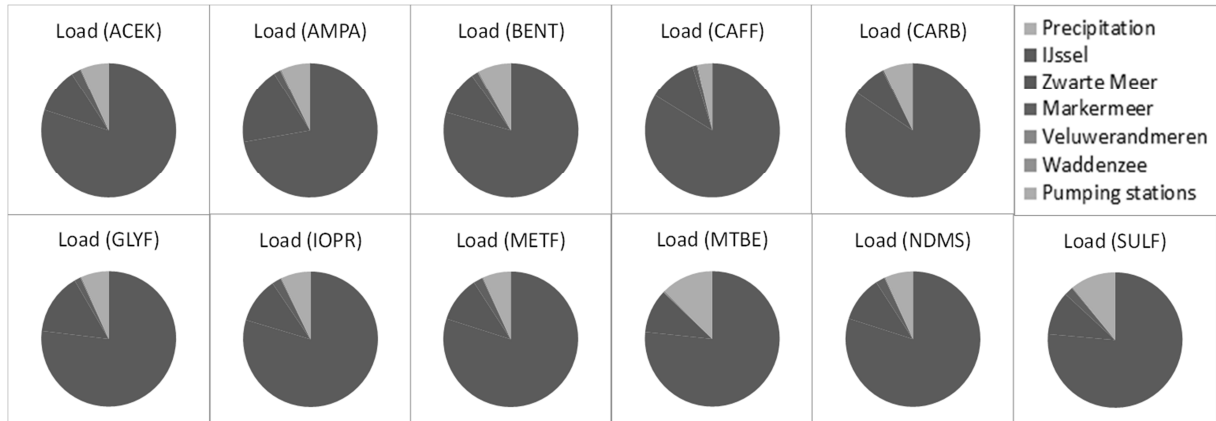 Load (ACEK)
Load (AMPA)
Load (BENT)
Load (CAFF)
Load (CARB)
Precipitation
IJssel
Zwarte Meer
Markermeer
Veluwerandmeren
Waddenzee
Pumping stations
Load (GLYF)
Load (IOPR)
Load (METF)
Load (MTBE)
Load (NDMS)
Load (SULF)